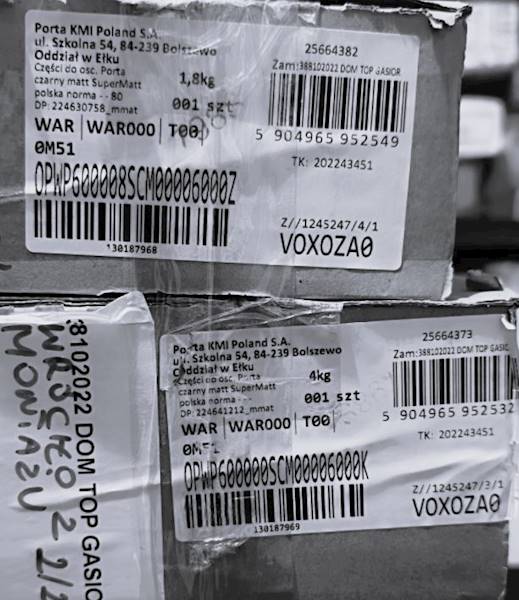 Porta KMI Poland S.A.
ul. Szkolna 54, 84-239 Bolszewo
Oddział w Ełku
Części do osc. Porta
czarny matt SuperMatt
polska norma -- 80
DP: 224630758_mmat
1,8kg
001 szt
WAR WAR000 T00
0M51
OPWP600008SCM00006000Z
130187968
25664382
Zam:388102022 DOM TOP GASIOR
5 904965 952549
TK: 202243451
Z//1245247/4/1
VOXOZA0
Porta KMI Poland S.A.
ul. Szkolna 54, 84-239 Bolszewo
Oddział w Ełku
Części do osc. Porta
czarny matt SuperMatt
polska norma - -
DP: 224641212_mmat
4kg
001 szt
WAR WAR000 T00
OPWP600000SCM00006000K
130187969
25664373
Zam:388102022 DOM TOP GASIO
5 904965 952532
TK: 202243451
Z//1245247/3/1
VOXOZA0
8102022 DOM TOP GASIO